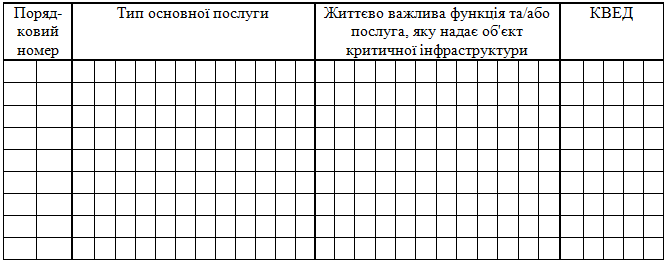 Поряд-
ковий
номер
Тип основної послуги
Життєво важлива функція та/або
послуга, яку надає об'єкт
критичної інфраструктури
КВЕД